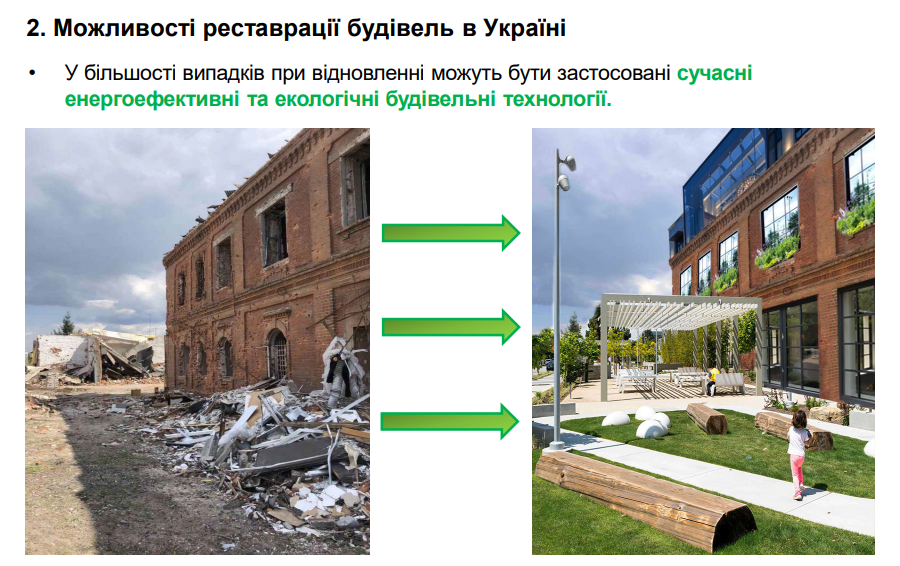 2. Можливості реставрації будівель в Україні
• У більшості випадків при відновленні можуть бути застосовані сучасні
енергоефективні та екологічні будівельні технології.